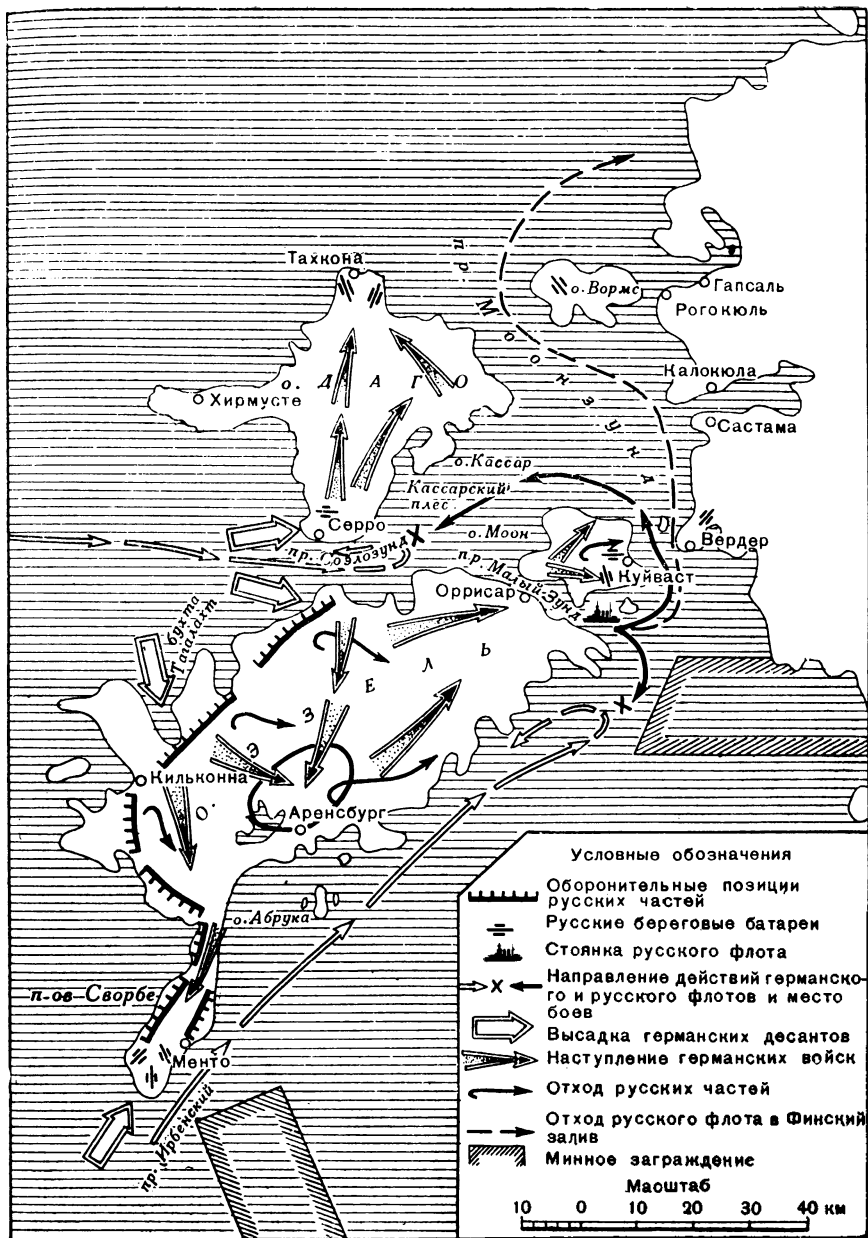 Тахкона
о. Вормс
Гапсаль
Рогокюль
пр. Моонзунд
о. ДАГО
Хирмусте
Калокюла
Састама
о. Кассар
Кассарский
плес
Серро
пр. Соэлозунд
о. Моон
пр. Малый-Зунд
Вердер
Куйваст
Оррисар
бухта
Тагалахт
о. ЭЗЕЛЬ
Кильконна
Аренсбург
о. Абрука
п-ов Сворбе
Менто
пр. Ирбенский
Условные обозначения
Оборонительные позиции
русских частей
Русские береговые батареи
Стоянка русского флота
Направление действий германско-
го и русского флотов и место
боев
Высадка германских десантов
Наступление германских войск
Отход русских частей
Отход русского флота в Финский
залив
Минное заграждение
Масштаб
10 0 10 20 30 40 км